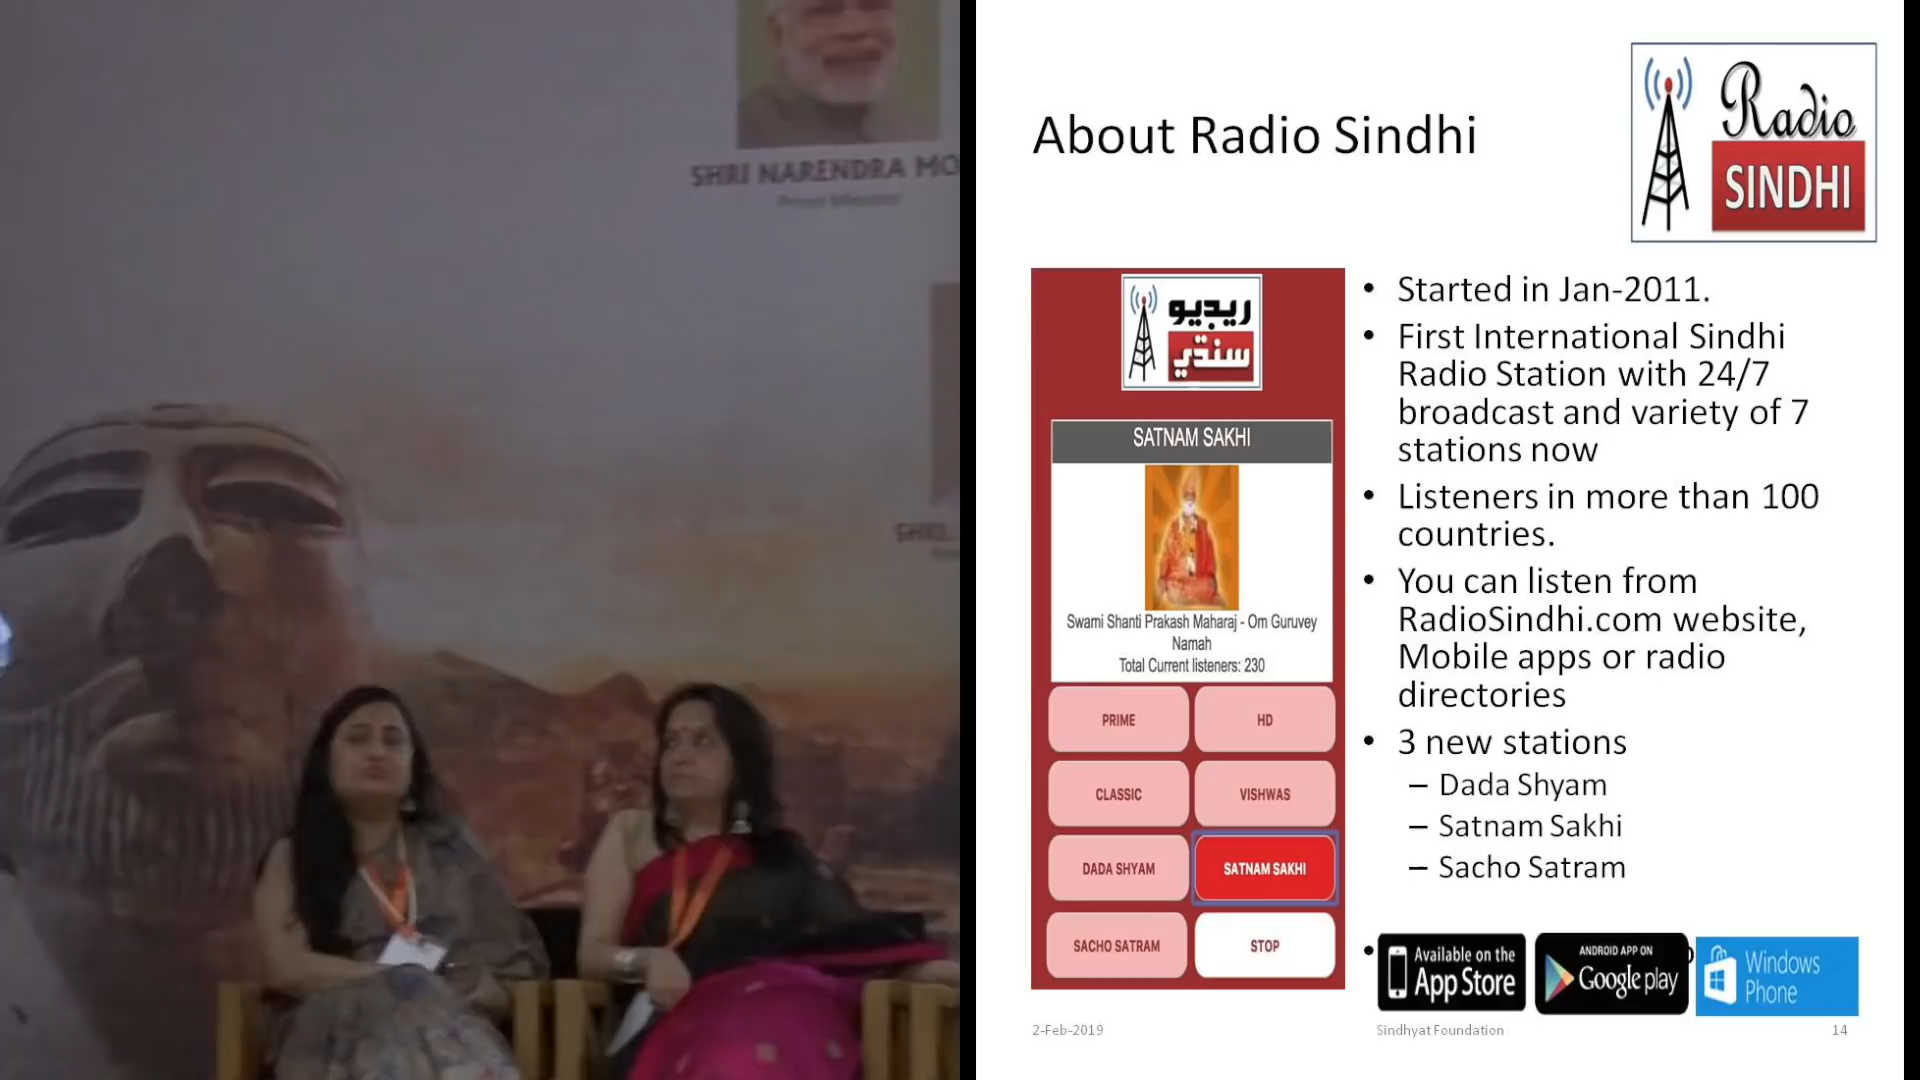 SHRI NARENDRA MO
Prime Minister
SHRI
About Radio Sindhi
Radio
SINDHI
ريڊيو
سنڌي
SATNAM SAKHI
Swami Shanti Prakash Maharaj - Om Guruvey
Namah
Total Current listeners: 230
PRIME
HD
CLASSIC
VISHWAS
DADA SHYAM
SATNAM SAKHI
SACHO SATRAM
STOP
• Started in Jan-2011.
• First International Sindhi
Radio Station with 24/7
broadcast and variety of 7
stations now
• Listeners in more than 100
countries.
• You can listen from
RadioSindhi.com website,
Mobile apps or radio
directories
• 3 new stations
– Dada Shyam
– Satnam Sakhi
– Sacho Satram
•
Available on the
App Store
ANDROID APP ON
Google play
Windows
Phone
2-Feb-2019
Sindhyat Foundation
14